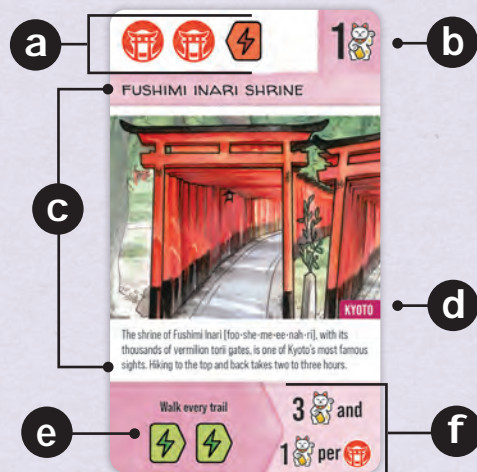 a
1
b
FUSHIMI INARI SHRINE
c
KYOTO
d
The shrine of Fushimi Inari [foo-she-me-ee-nah-ri], with its
thousands of vermilion torii gates, is one of Kyoto's most famous
sights. Hiking to the top and back takes two to three hours.
Walk every trail
3 and
1 per
e
f